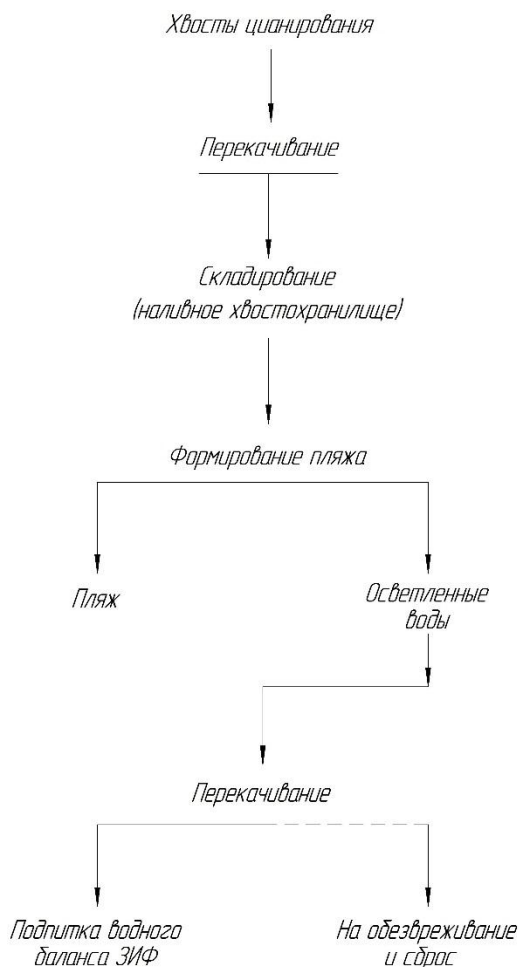 Хвосты цианирования
Перекачивание
Складирование
(наливное хвостохранилище)
Формирование пляжа
Пляж
Осветленные
воды
Перекачивание
Подпитка водного
баланса ЗИФ
На обезвреживание
и сброс